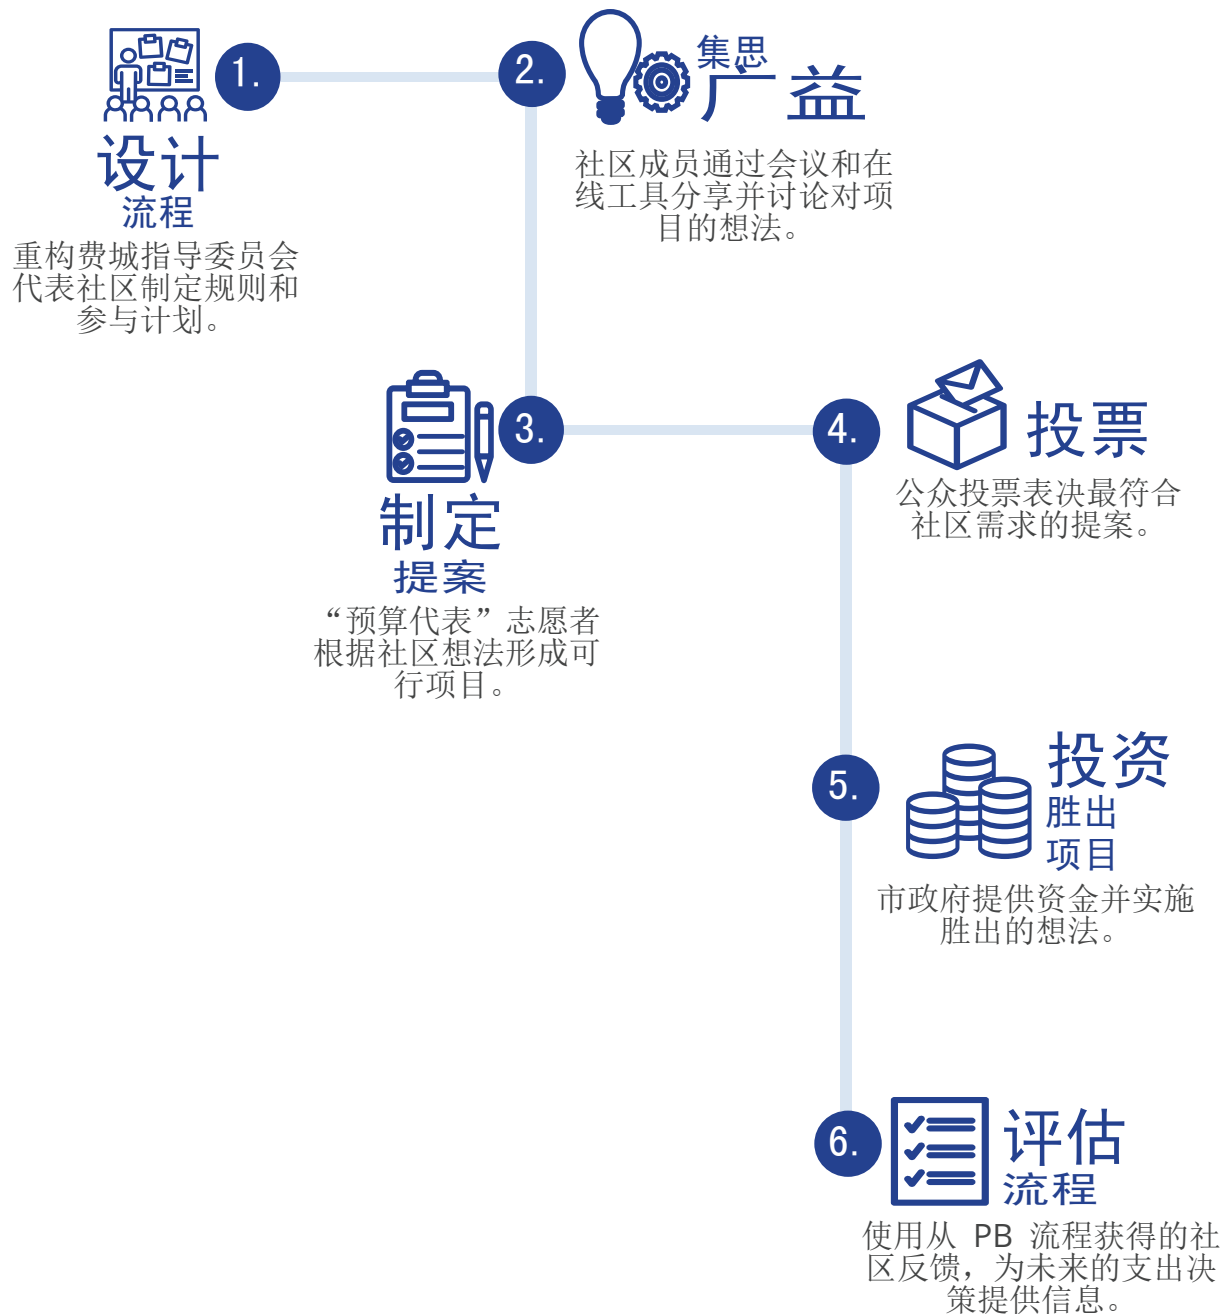 1.
设计
流程
重构费城指导委员会
代表社区制定规则和
参与计划。
2.
集思
广益
社区成员通过会议和在
线工具分享并讨论对项
目的想法。
3.
制定
提案
“预算代表”志愿者
根据社区想法形成可
行项目。
4.
投票
公众投票表决最符合
社区需求的提案。
5.
投资
胜出
项目
市政府提供资金并实施
胜出的想法。
6.
评估
流程
使用从 PB 流程获得的社
区反馈，为未来的支出决
策提供信息。